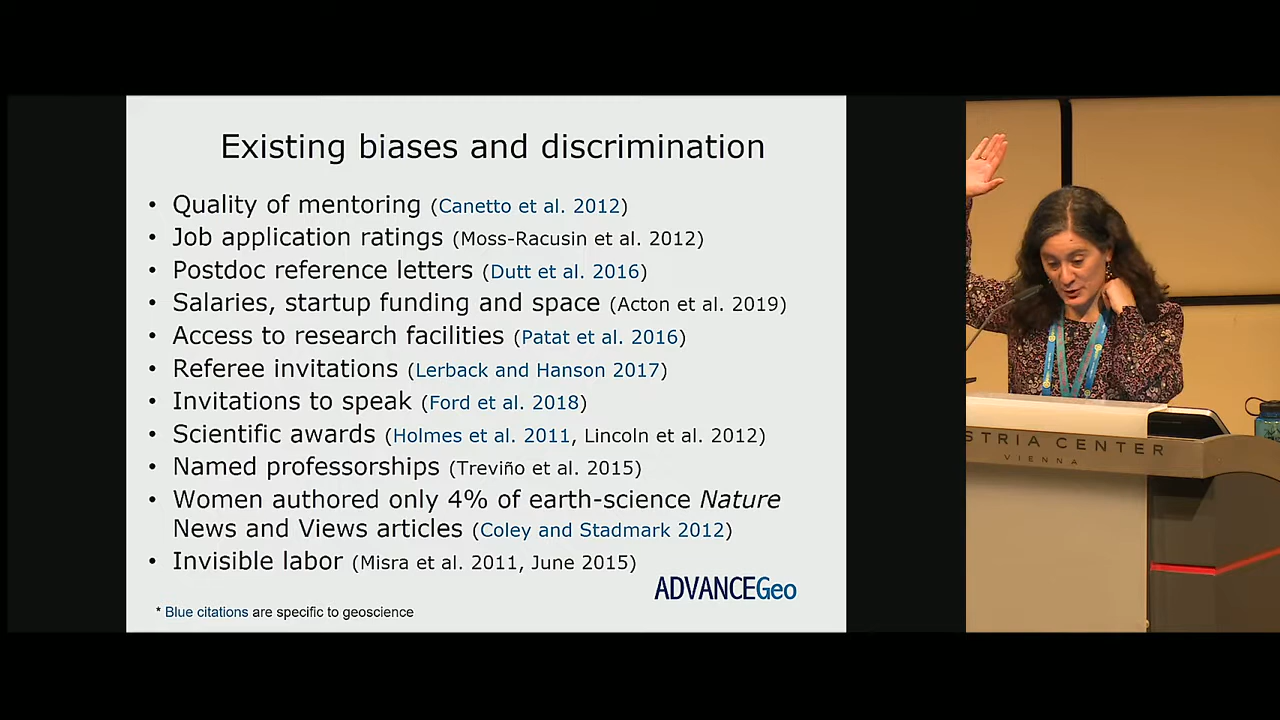 Existing biases and discrimination
• Quality of mentoring (Canetto et al. 2012)
• Job application ratings (Moss-Racusin et al. 2012)
• Postdoc reference letters (Dutt et al. 2016)
• Salaries, startup funding and space (Acton et al. 2019)
• Access to research facilities (Patat et al. 2016)
• Referee invitations (Lerback and Hanson 2017)
• Invitations to speak (Ford et al. 2018)
• Scientific awards (Holmes et al. 2011, Lincoln et al. 2012)
• Named professorships (Treviño et al. 2015)
• Women authored only 4% of earth-science Nature
News and Views articles (Coley and Stadmark 2012)
• Invisible labor (Misra et al. 2011, June 2015)
ADVANCEGeo
* Blue citations are specific to geoscience
STRIA CENTER
VIENNA